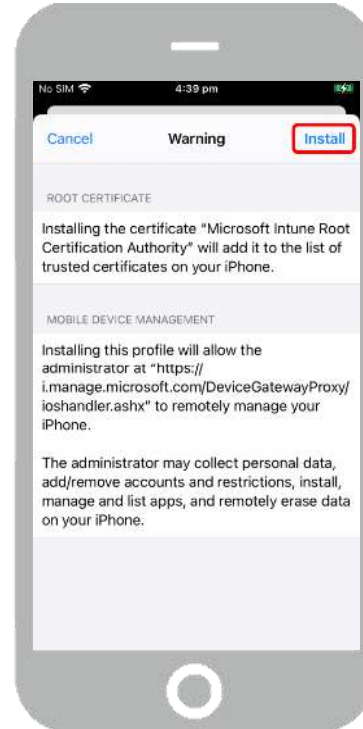 No SIM 4:39 pm
Cancel Warning Install
ROOT CERTIFICATE
Installing the certificate “Microsoft Intune Root
Certification Authority” will add it to the list of
trusted certificates on your iPhone.
MOBILE DEVICE MANAGEMENT
Installing this profile will allow the
administrator at “https://
i.manage.microsoft.com/DeviceGatewayProxy/
ioshandler.ashx” to remotely manage your
iPhone.
The administrator may collect personal data,
add/remove accounts and restrictions, install,
manage and list apps, and remotely erase data
on your iPhone.